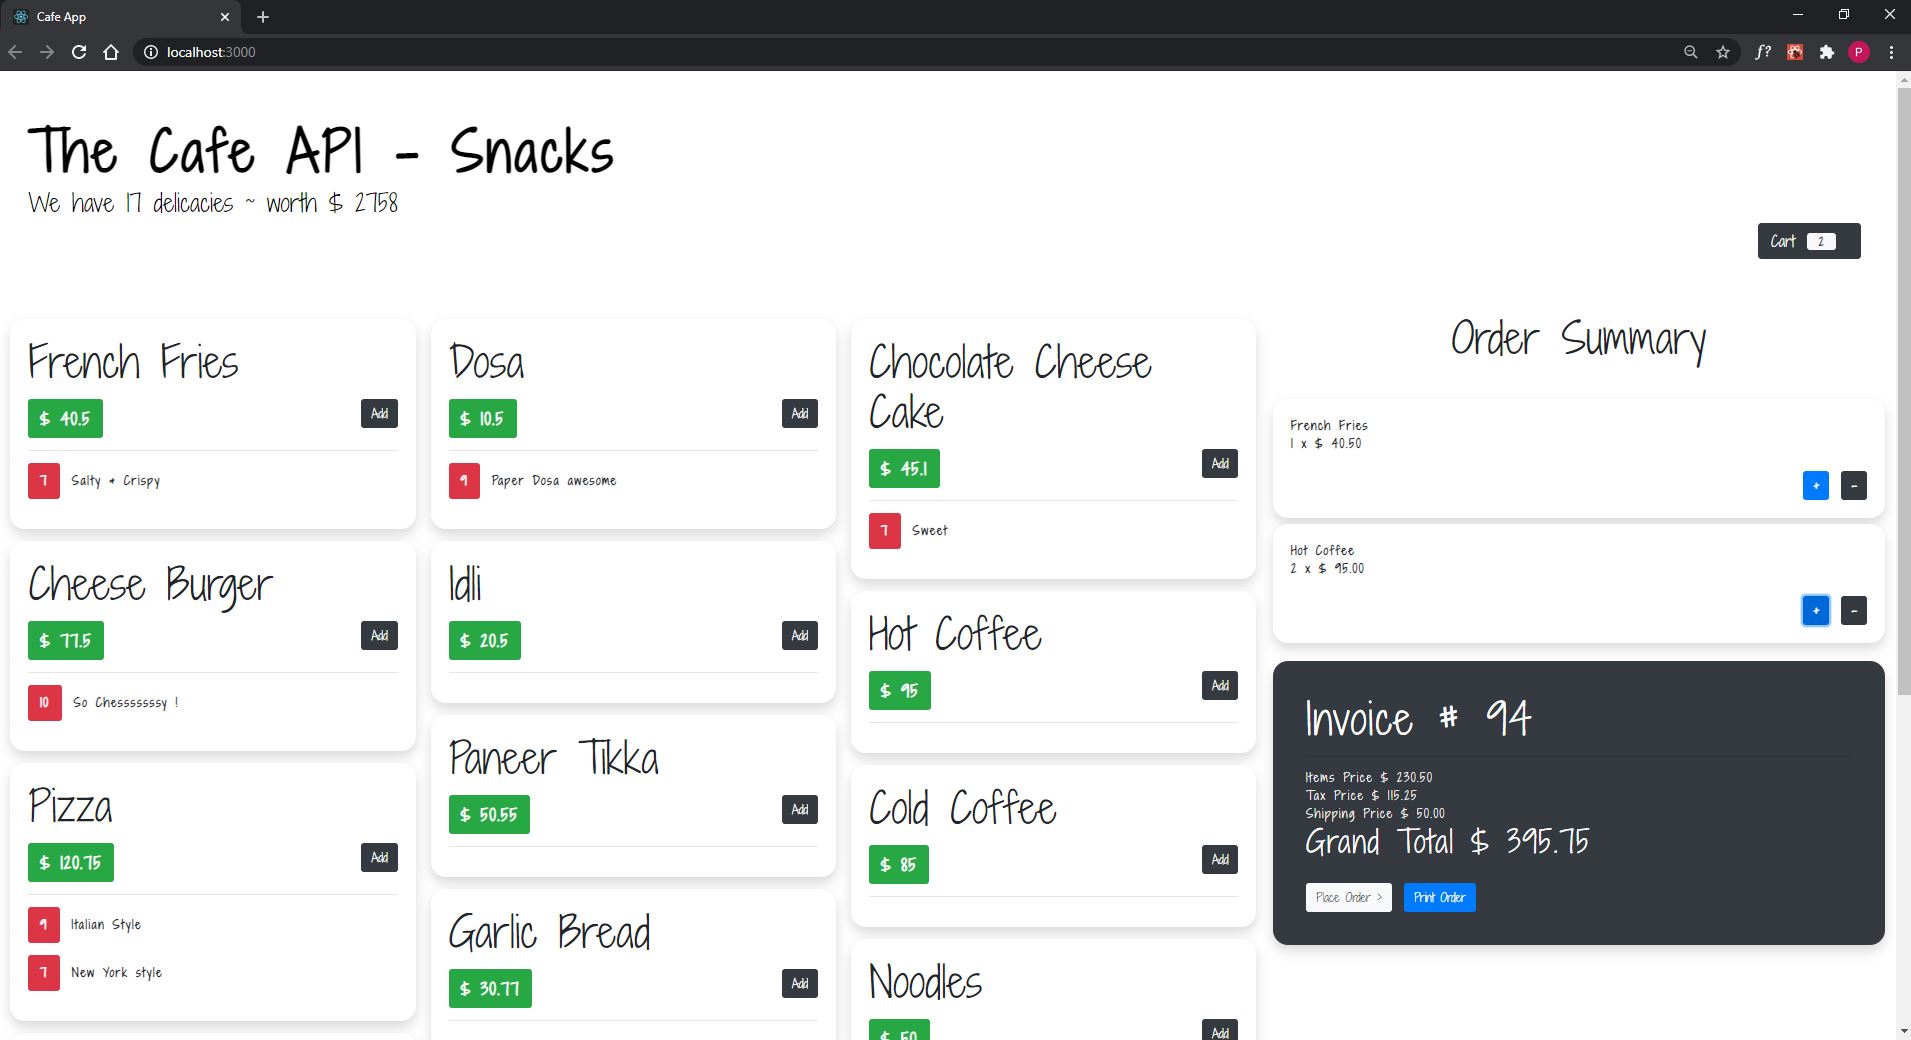 Cafe App
localhost:3000
f?
P
The Cafe API - Snacks
We have 17 delicacies ~ worth $ 2758
Cart 2
French Fries
$ 40.5
Add
7 Salty & Crispy
Cheese Burger
$ 77.5
Add
10 So Chesssssssy !
Pizza
$ 120.75
Add
9 Italian Style
7 New York style
Dosa
$ 10.5
Add
9 Paper Dosa awesome
Idli
$ 20.5
Add
Paneer Tikka
$ 50.55
Add
Garlic Bread
$ 30.77
Add
Chocolate Cheese
Cake
$ 45.1
Add
7 Sweet
Hot Coffee
$ 95
Add
Cold Coffee
$ 85
Add
Noodles
$ 50
Add
Order Summary
French Fries
1 x $ 40.50
+ -
Hot Coffee
2 x $ 95.00
+ -
Invoice # 94
Items Price $ 230.50
Tax Price $ 115.25
Shipping Price $ 50.00
Grand Total $ 395.75
Place Order >
Print Order